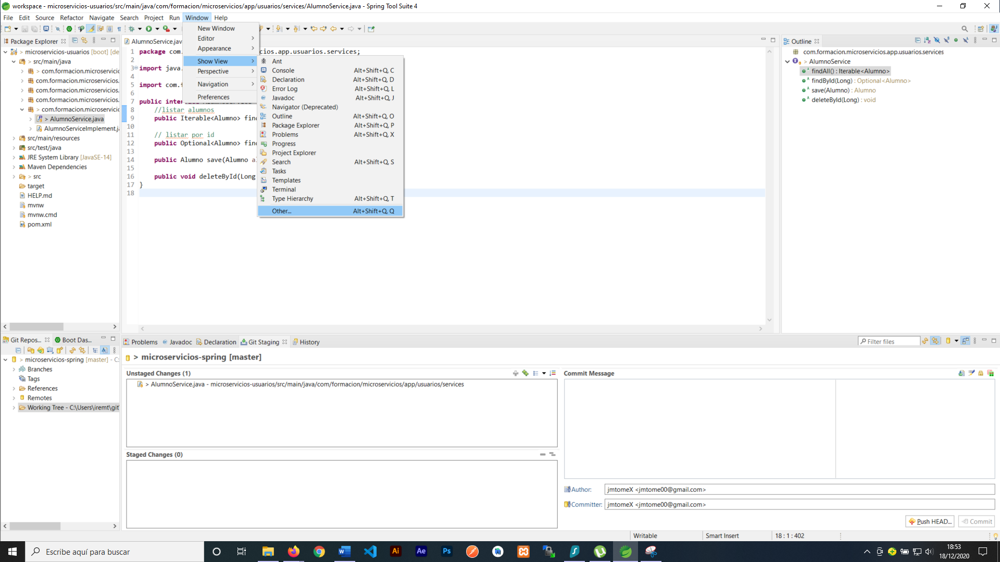 workspace - microservicios-usuarios/src/main/java/com/formacion/microservicios/app/usuarios/services/AlumnoService.java - Spring Tool Suite 4
File Edit Source Refactor Navigate Search Project Run Window Help
Package Explorer
> microservicios-usuarios [boot] [de
> src/main/java
com.formacion.microservicic
com.formacion.microservicios.
com.formacion.microservicios.
com.formacion.microservicios.
> com.formacion.microservicic
> AlumnoService.java
AlumnoServiceImplement.j
src/main/resources
src/test/java
JRE System Library [JavaSE-14]
Maven Dependencies
> src
target
HELP.md
mvnw
mvnw.cmd
pom.xml
New Window
Editor
Appearance
Show View
Perspective
Navigation
Preferences
Ant
Console Alt+Shift+Q, C
Declaration Alt+Shift+Q, D
Error Log Alt+Shift+Q, L
Javadoc Alt+Shift+Q, J
Navigator (Deprecated)
Outline Alt+Shift+Q, O
Package Explorer Alt+Shift+Q, P
Problems Alt+Shift+Q, X
Progress
Project Explorer
Search Alt+Shift+Q, S
Tasks
Templates
Terminal
Type Hierarchy Alt+Shift+Q, T
Other... Alt+Shift+Q, Q
AlumnoService.jav
1 package com. cios.app.usuarios.services;
2
3 import java.
4
5 import com.f
6
7 public inter
8 //listar alumnos
9 public Iterable<Alumno> fin
10
11 // listar por id
12 public Optional<Alumno> fin
13
14 public Alumno save(Alumno a
15
16 public void deleteById(Long
17 }
18
Outline
com.formacion.microservicios.app.usuarios.services
> AlumnoService
findAll() : Iterable<Alumno>
findById(Long) : Optional<Alumno>
save(Alumno) : Alumno
deleteById(Long) : void
Git Repos... Boot Das...
> microservicios-spring [master] - C:
Branches
Tags
References
Remotes
Working Tree - C:\Users\iremt\git\
Problems Javadoc Declaration Git Staging History
Filter files
> microservicios-spring [master]
Unstaged Changes (1)
> AlumnoService.java - microservicios-usuarios/src/main/java/com/formacion/microservicios/app/usuarios/services
Staged Changes (0)
Commit Message
Author: jmtomeX <jmtome00@gmail.com>
Committer: jmtomeX <jmtome00@gmail.com>
Push HEAD... Commit
Writable Smart Insert 18 : 1 : 402
Escribe aquí para buscar
W Ai Ae Ps
18:53
18/12/2020